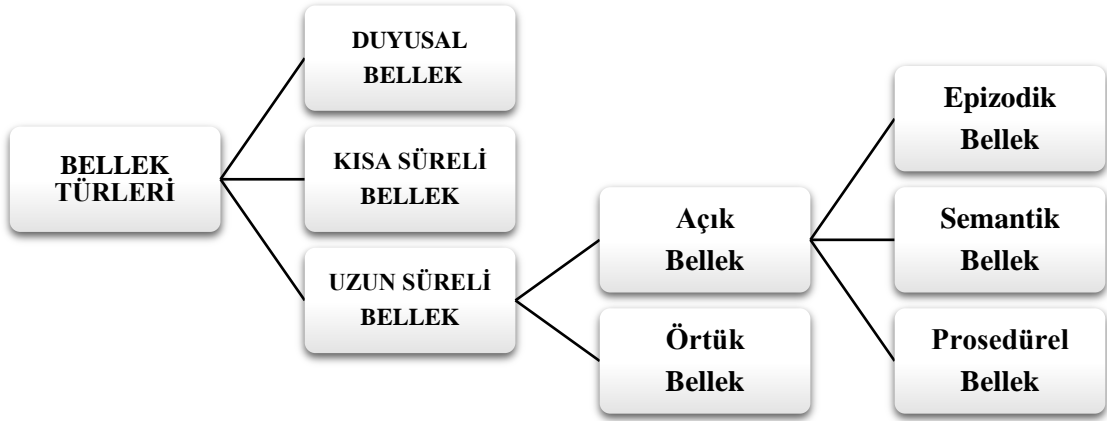 BELLEK
TÜRLERİ
DUYUSAL
BELLEK
KISA SÜRELİ
BELLEK
UZUN SÜRELİ
BELLEK
Açık
Bellek
Örtük
Bellek
Epizodik
Bellek
Semantik
Bellek
Prosedürel
Bellek